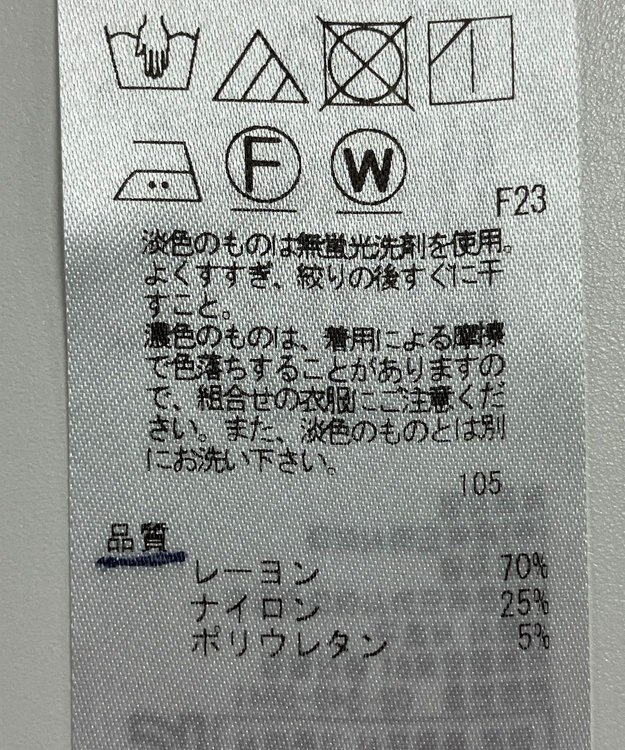 F
W
F23
淡色のものは無蛍光洗剤を使用。
よくすすぎ、絞りの後すぐに干
すこと。
濃色のものは、着用による摩擦
で色落ちすることがありますの
で、組合せの衣服にご注意くだ
さい。また、淡色のものとは別
にお洗い下さい。
105
品質
レーヨン 70%
ナイロン 25%
ポリウレタン 5%